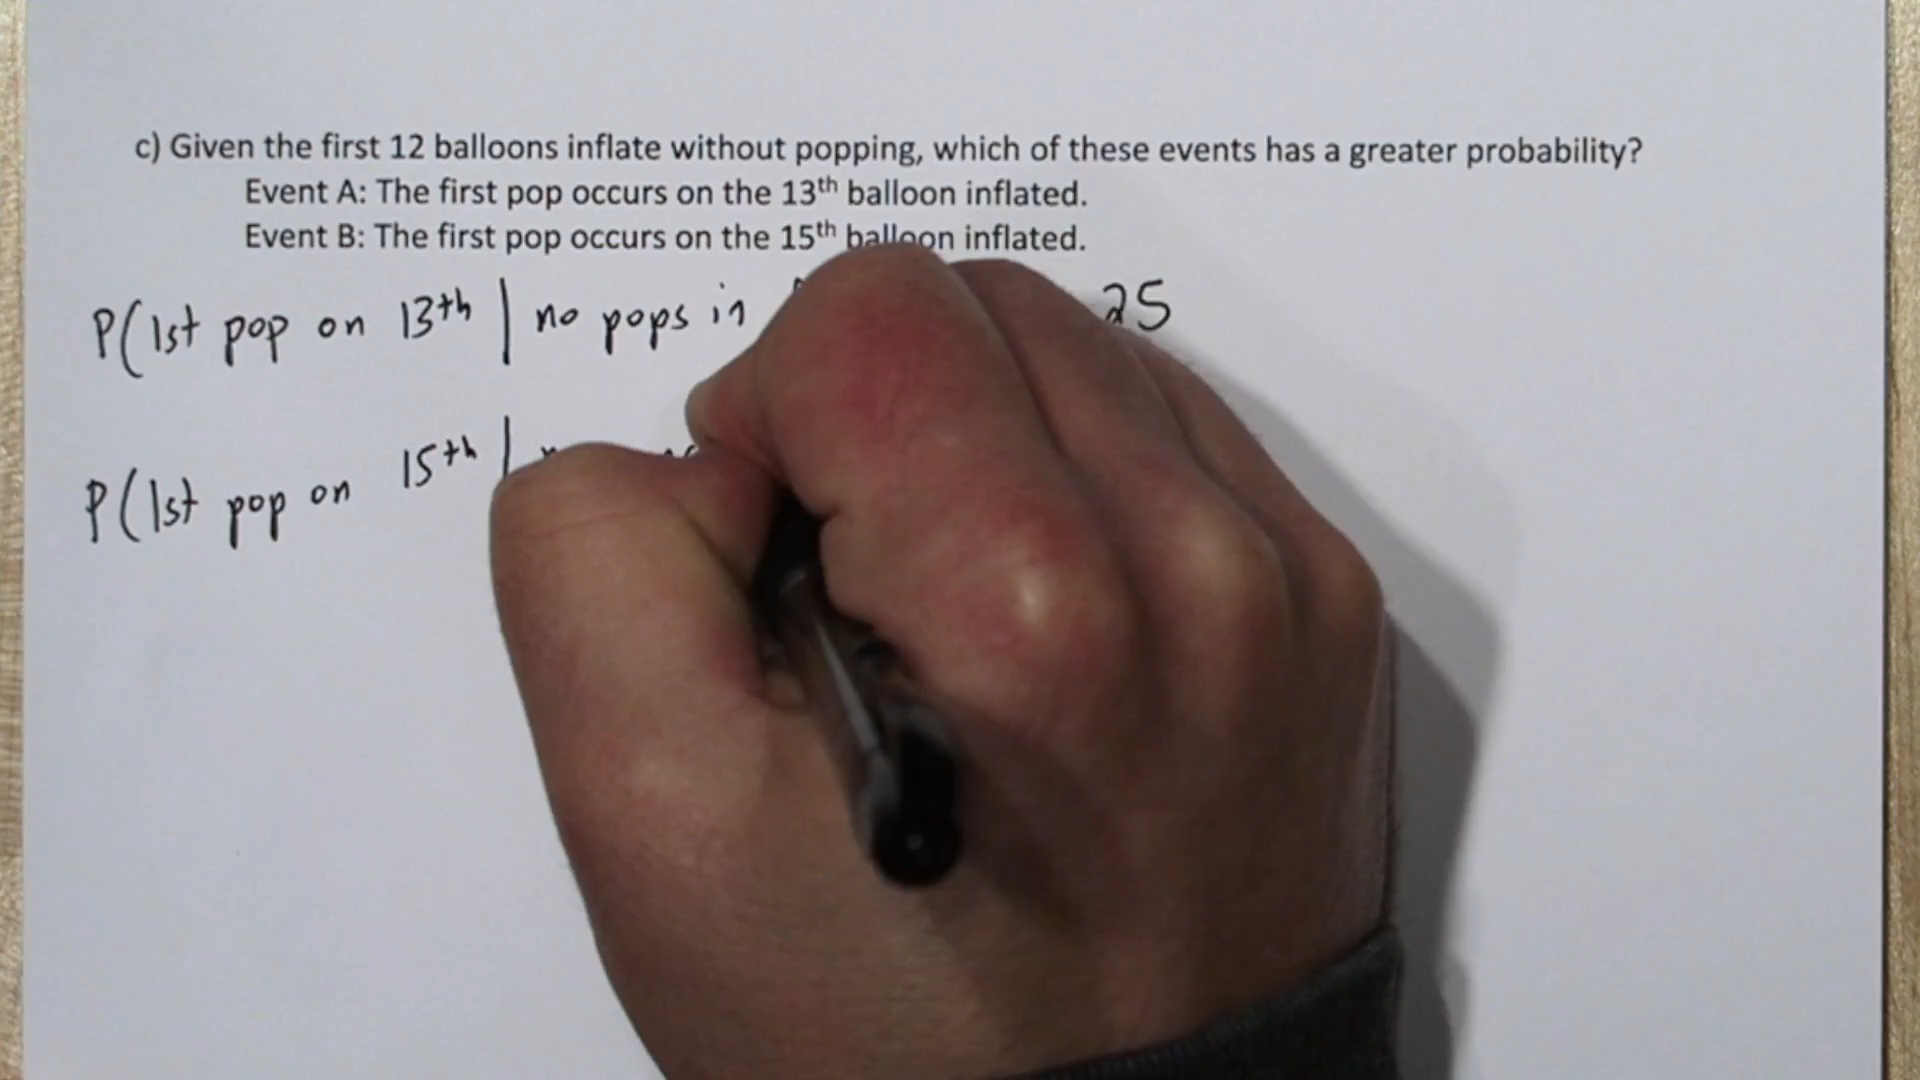 c) Given the first 12 balloons inflate without popping, which of these events has a greater probability?
Event A: The first pop occurs on the 13th balloon inflated.
Event B: The first pop occurs on the 15th balloon inflated.
P(1st pop on 13th | no pops in 25
P(1st pop on 15th |